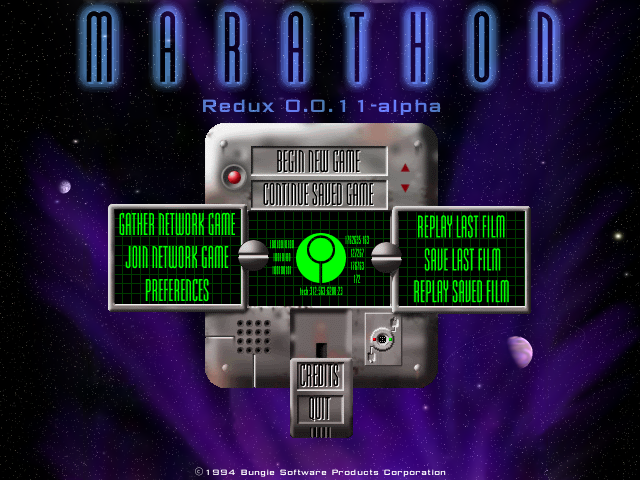 MARATHON
Redux 0.0.11-alpha
BEGIN NEW GAME
CONTINUE SAVED GAME
GATHER NETWORK GAME
JOIN NETWORK GAME
PREFERENCES
REPLAY LAST FILM
SAVE LAST FILM
REPLAY SAVED FILM
CREDITS
QUIT
©1994 Bungie Software Products Corporation